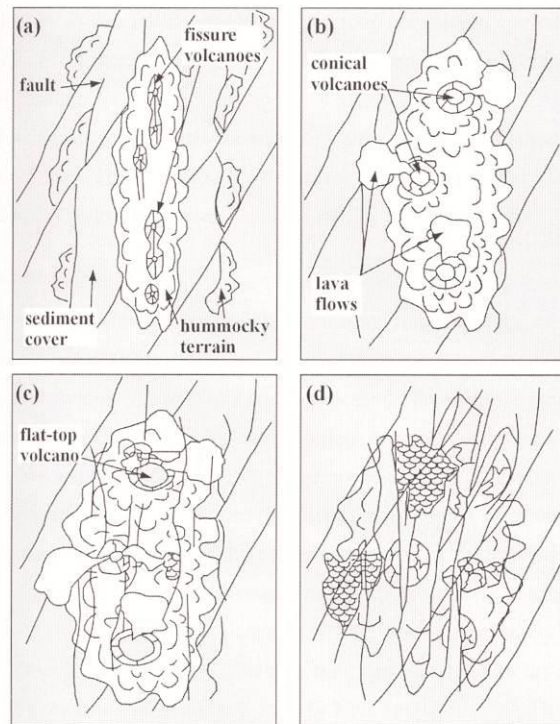 (a)
fissure
volcanoes
fault
sediment
cover
hummocky
terrain
(b)
conical
volcanoes
lava
flows
(c)
flat-top
volcano
(d)